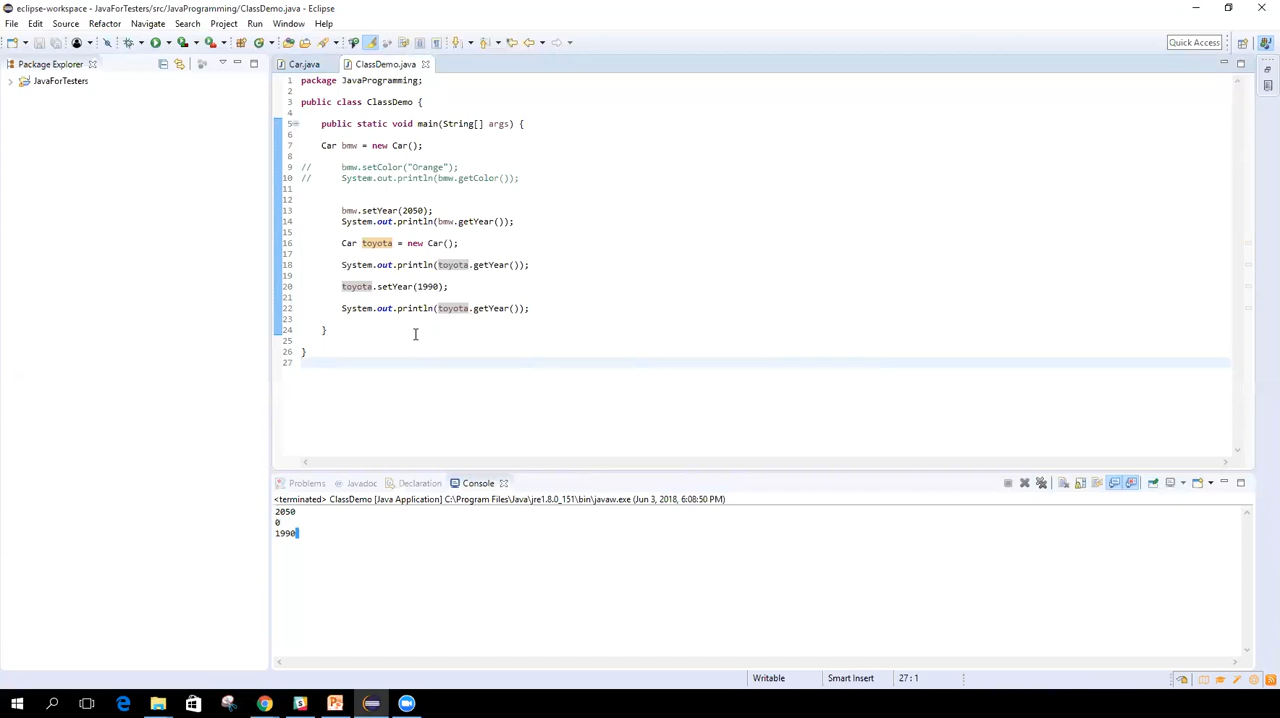 eclipse-workspace - JavaForTesters/src/JavaProgramming/ClassDemo.java - Eclipse
File Edit Source Refactor Navigate Search Project Run Window Help
Quick Access
Package Explorer
Car.java ClassDemo.java
JavaForTesters
1 package JavaProgramming;
2
3 public class ClassDemo {
4
5 public static void main(String[] args) {
6
7 Car bmw = new Car();
8
9 // bmw.setColor("Orange");
10 // System.out.println(bmw.getColor());
11
12
13 bmw.setYear(2050);
14 System.out.println(bmw.getYear());
15
16 Car toyota = new Car();
17
18 System.out.println(toyota.getYear());
19
20 toyota.setYear(1990);
21
22 System.out.println(toyota.getYear());
23
24 }
25
26 }
27
Problems Javadoc Declaration Console
<terminated> ClassDemo [Java Application] C:\Program Files\Java\jre1.8.0_151\bin\javaw.exe (Jun 3, 2018, 6:08:50 PM)
2050
0
1990
Writable Smart Insert 27 : 1